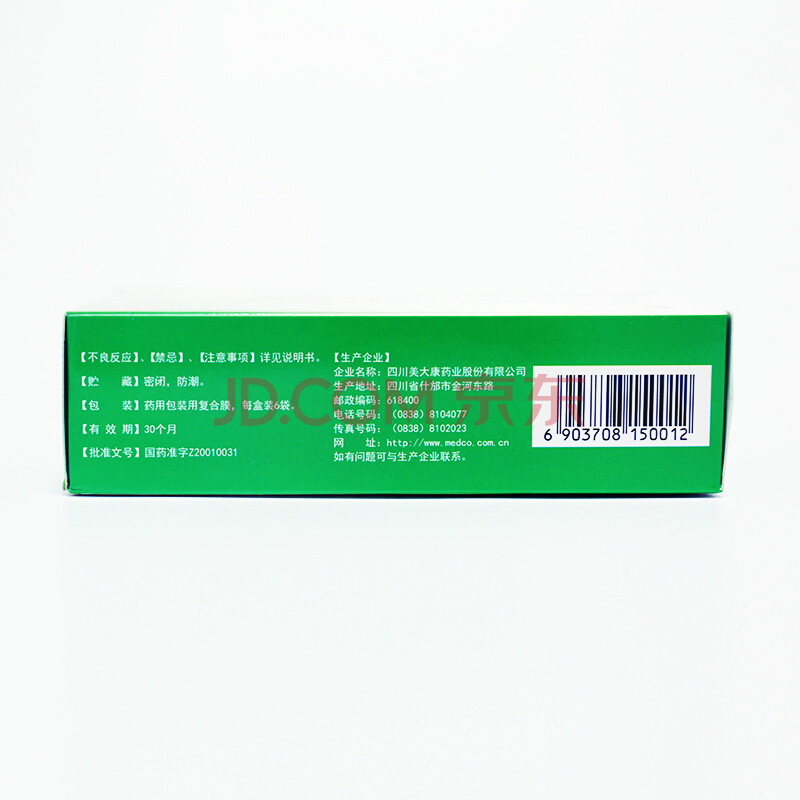 【不良反应】、【禁忌】、【注意事项】详见说明书。
【贮 藏】密闭，防潮。
【包 装】药用包装用复合膜，每盒装6袋。
【有 效 期】30个月
【批准文号】国药准字Z20010031
【生产企业】
企业名称：四川美大康药业股份有限公司
生产地址：四川省什邡市金河东路
邮政编码：618400
电话号码：（0838）8104077
传真号码：（0838）8102023
网 址：http://www.medco.com.cn
如有问题可与生产企业联系。
6 903708 150012
JD.COM 京东